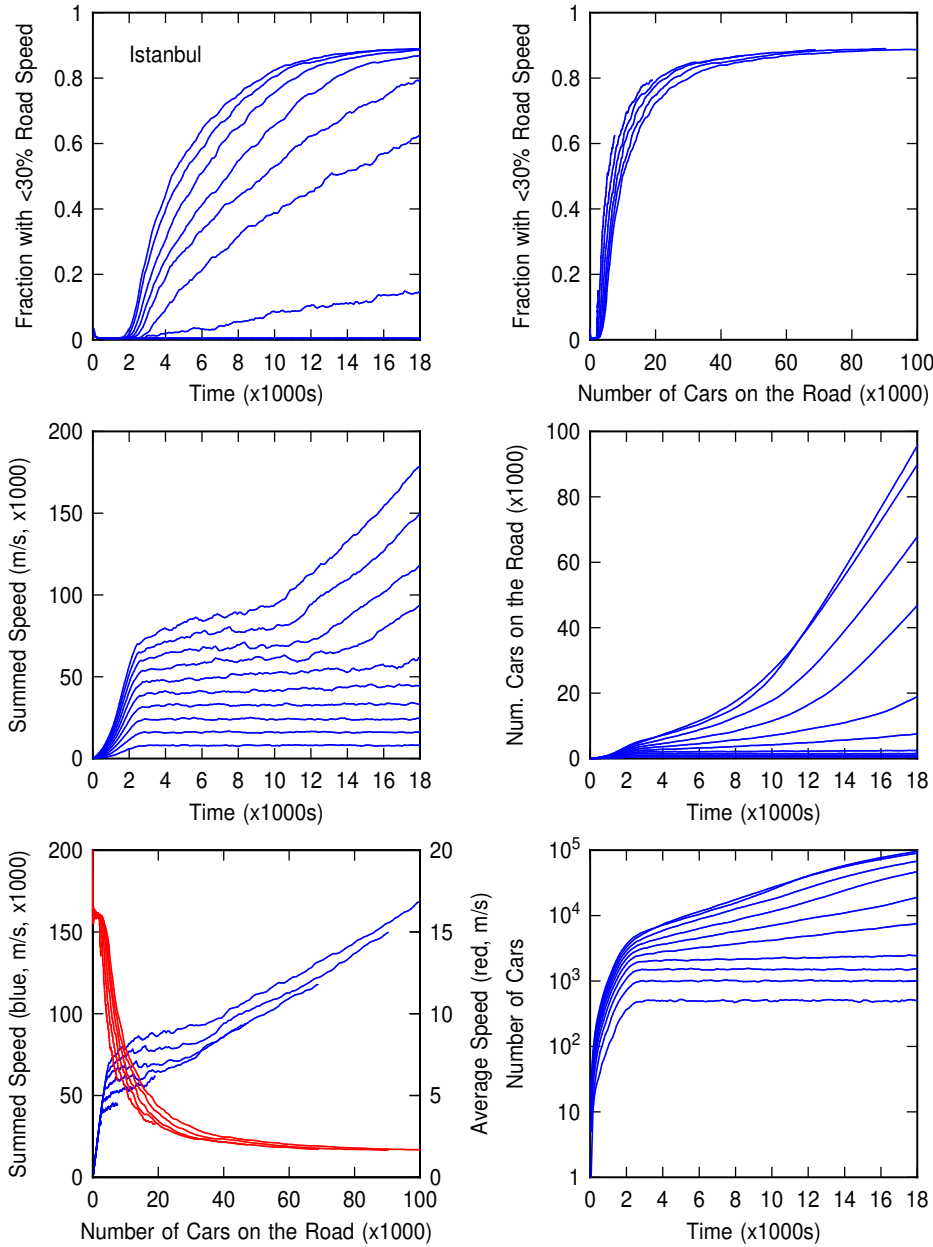 Fraction with <30% Road Speed
1
0.8
0.6
0.4
0.2
0
Istanbul
0 2 4 6 8 10 12 14 16 18
Time (x1000s)
Fraction with <30% Road Speed
1
0.8
0.6
0.4
0.2
0
0 20 40 60 80 100
Number of Cars on the Road (x1000)
Summed Speed (m/s, x1000)
200
150
100
50
0
0 2 4 6 8 10 12 14 16 18
Time (x1000s)
Num. Cars on the Road (x1000)
100
80
60
40
20
0
0 2 4 6 8 10 12 14 16 18
Time (x1000s)
Summed Speed (blue, m/s, x1000)
200
150
100
50
0
0 20 40 60 80 100
Number of Cars on the Road (x1000)
20
15
10
5
0
Average Speed (red, m/s)
Number of Cars
10^5
10^4
10^3
10^2
10
1
0 2 4 6 8 10 12 14 16 18
Time (x1000s)